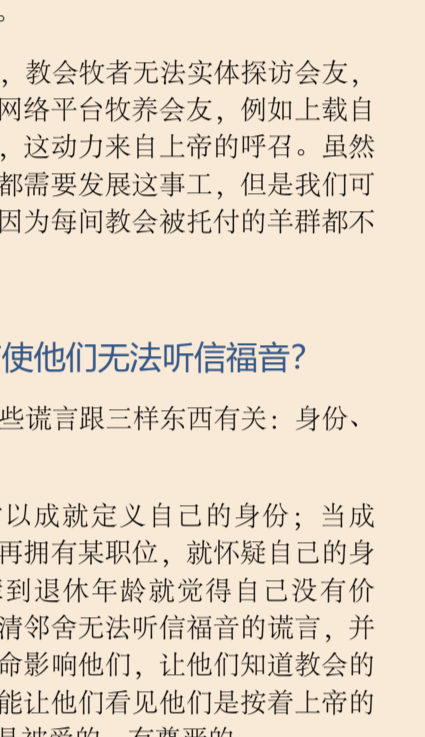 。
，教会牧者无法实体探访会友，
网络平台牧养会友，例如上载自
，这动力来自上帝的呼召。虽然
都需要发展这事工，但是我们可
因为每间教会被托付的羊群都不
使他们无法听信福音？
些谎言跟三样东西有关：身份、
以成就定义自己的身份；当成
再拥有某职位，就怀疑自己的身
到退休年龄就觉得自己没有价
清邻舍无法听信福音的谎言，并
命影响他们，让他们知道教会的
能让他们看见他们是按着上帝的
是被爱的、有尊严的